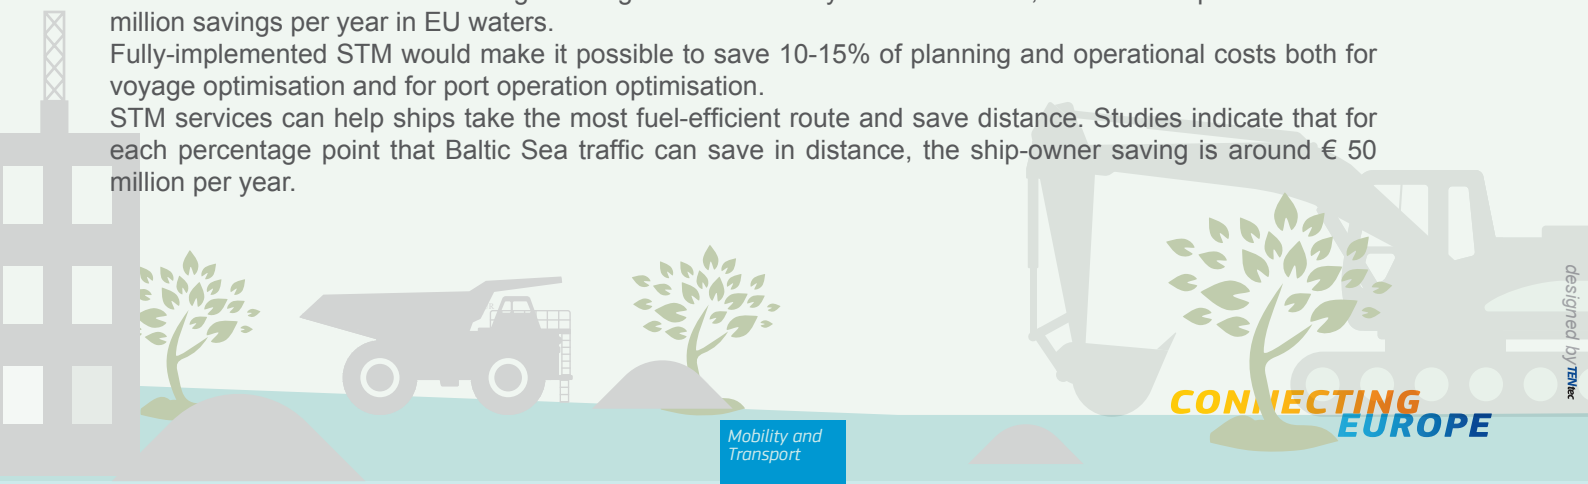 million savings per year in EU waters.
Fully-implemented STM would make it possible to save 10-15% of planning and operational costs both for
voyage optimisation and for port operation optimisation.
STM services can help ships take the most fuel-efficient route and save distance. Studies indicate that for
each percentage point that Baltic Sea traffic can save in distance, the ship-owner saving is around € 50
million per year.
designed by TENtec
CONNECTING
EUROPE
Mobility and
Transport